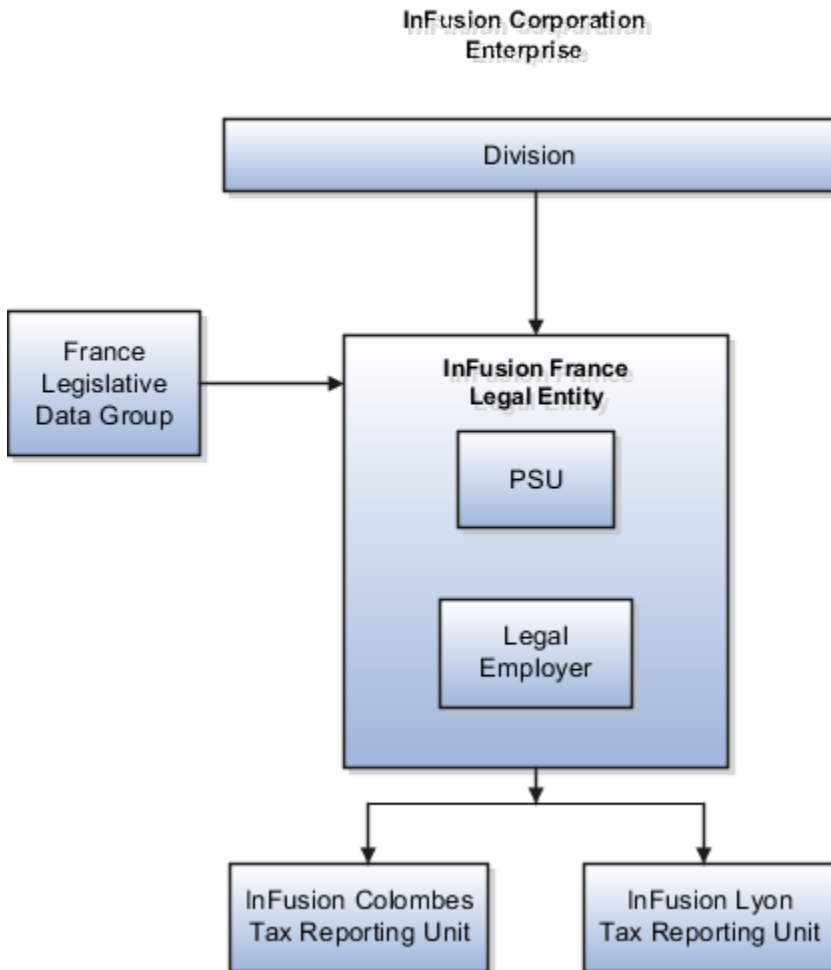 InFusion Corporation
Enterprise
Division
France
Legislative
Data Group
InFusion France
Legal Entity
PSU
Legal
Employer
InFusion Colombes
Tax Reporting Unit
InFusion Lyon
Tax Reporting Unit